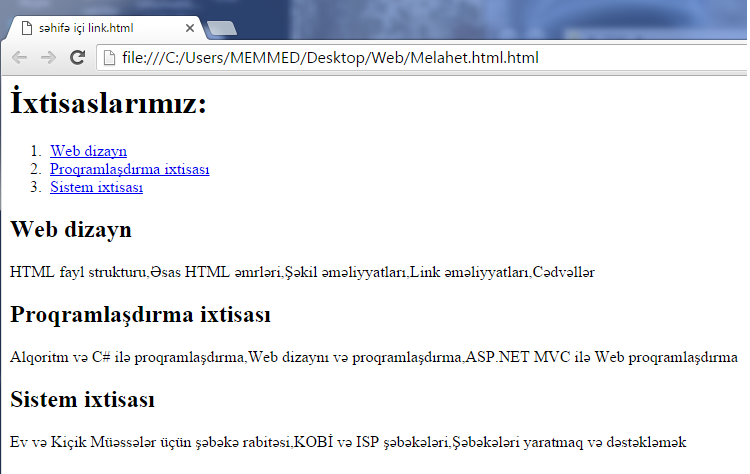 səhifə içi link.html
file:///C:/Users/MEMMED/Desktop/Web/Melahet.html.html
İxtisaslarımız:
1. Web dizayn
2. Proqramlaşdırma ixtisası
3. Sistem ixtisası
Web dizayn
HTML fayl strukturu,Əsas HTML əmrləri,Şəkil əməliyyatları,Link əməliyyatları,Cədvəllər
Proqramlaşdırma ixtisası
Alqoritm və C# ilə proqramlaşdırma,Web dizaynı və proqramlaşdırma,ASP.NET MVC ilə Web proqramlaşdırma
Sistem ixtisası
Ev və Kiçik Müəssələr üçün şəbəkə rabitəsi,KOBİ və ISP şəbəkələri,Şəbəkələri yaratmaq və dəstəkləmək